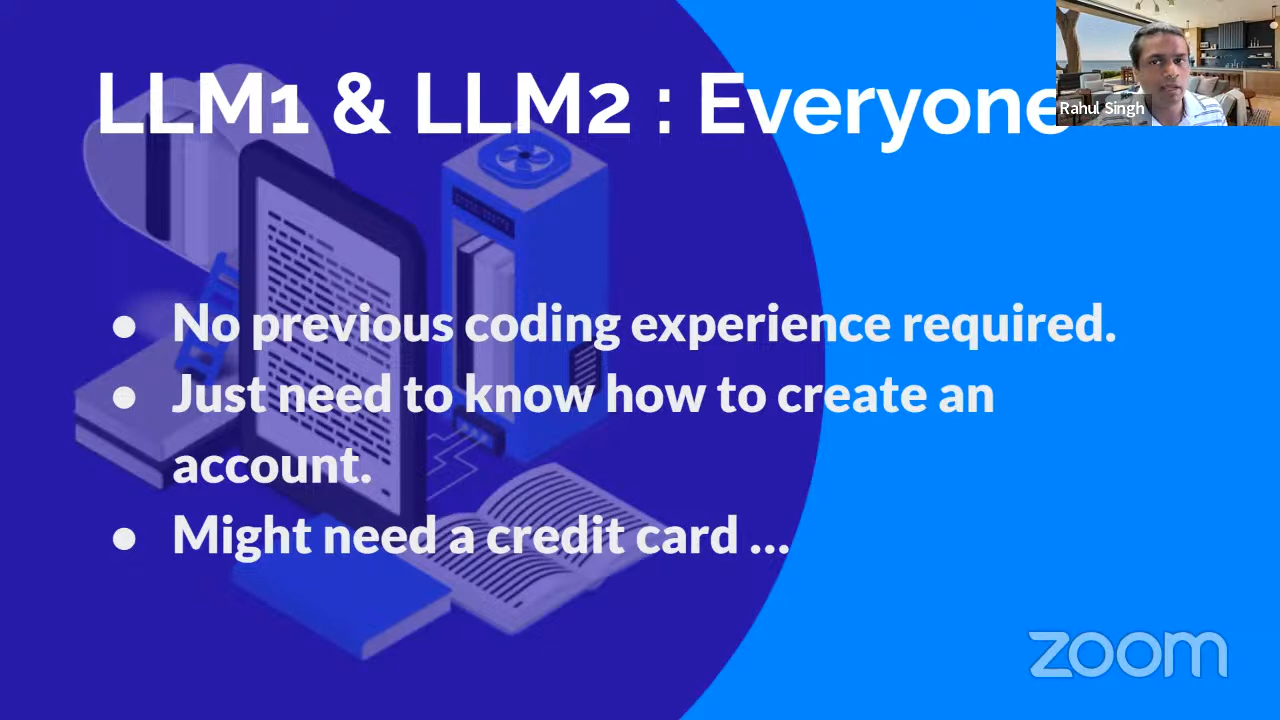 LLM1 & LLM2 : Everyone
Rahul Singh
● No previous coding experience required.
● Just need to know how to create an
account.
● Might need a credit card ...
zoom